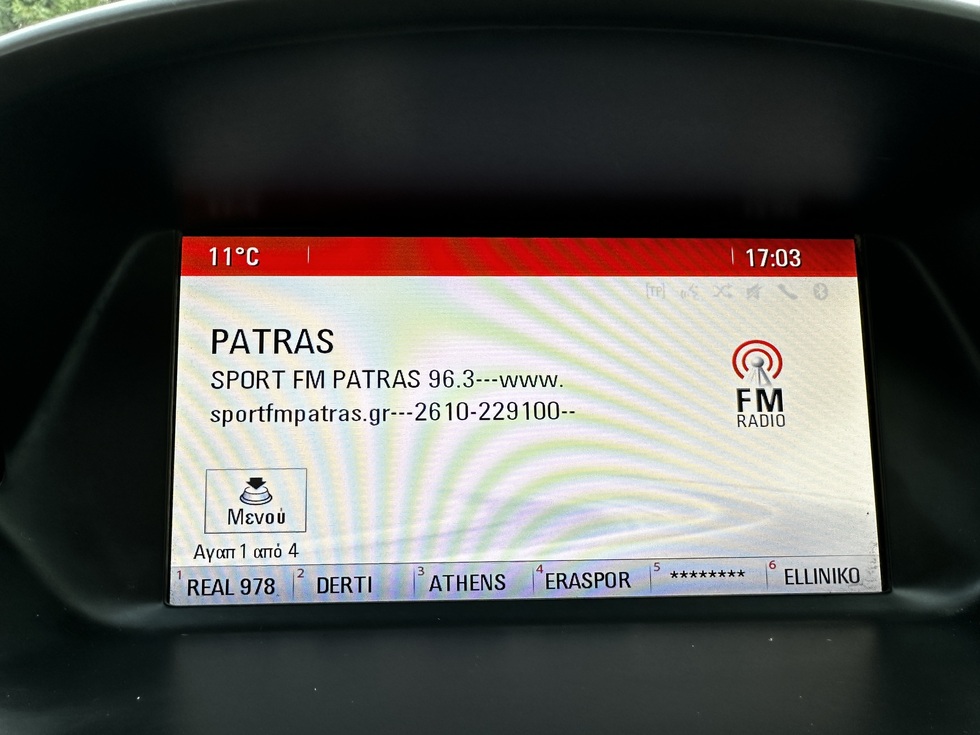 11°C 17:03
[TP]
PATRAS
SPORT FM PATRAS 96.3---www.
sportfmpatras.gr---2610-229100--
FM
RADIO
Μενού
Αγαπ 1 από 4
1 REAL 978 2 DERTI 3 ATHENS 4 ERASPOR 5 ******** 6 ELLINIKO